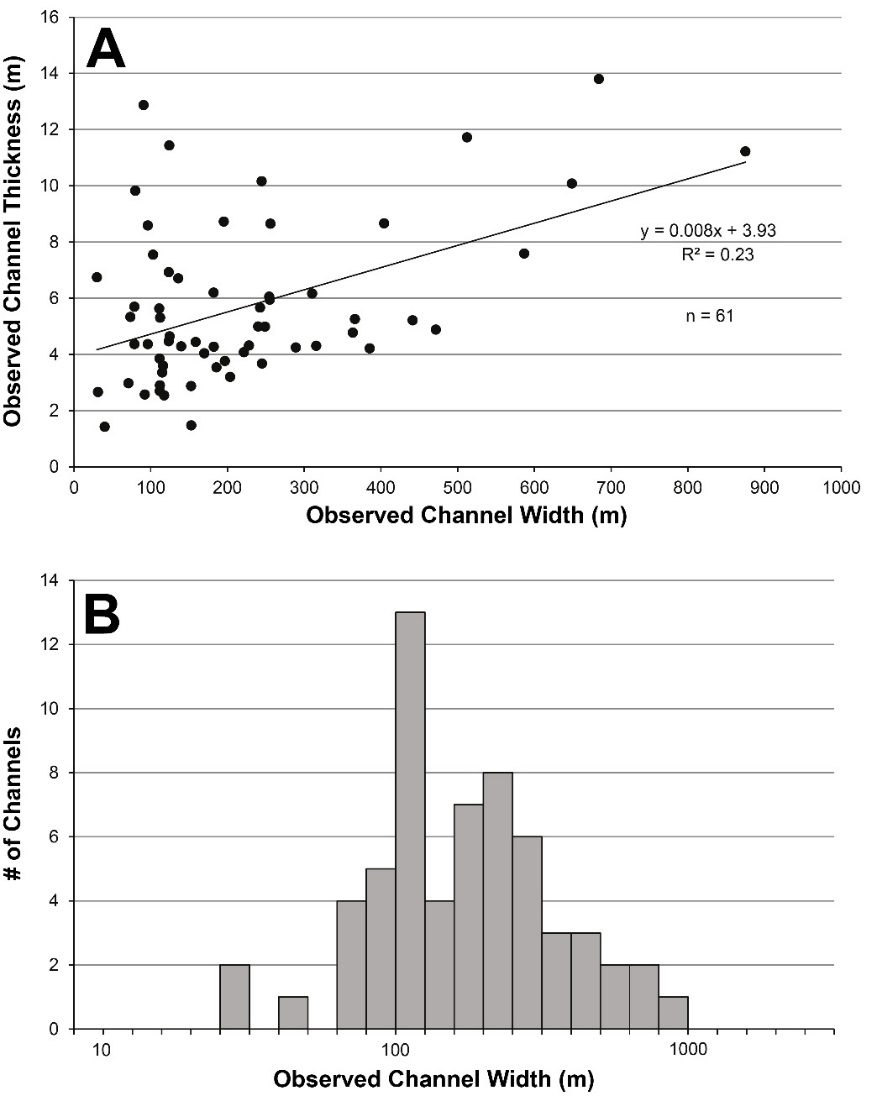 A
Observed Channel Thickness (m)
16
14
12
10
8
6
4
2
0
y = 0.008x + 3.93
R² = 0.23
n = 61
0 100 200 300 400 500 600 700 800 900 1000
Observed Channel Width (m)
B
# of Channels
14
12
10
8
6
4
2
0
10 100 1000
Observed Channel Width (m)